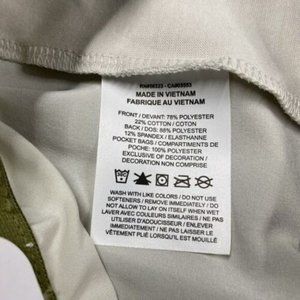 MADE IN VIETNAM
FABRIQUE AU VIETNAM
FRONT / DEVANT: 78% POLYESTER
22% COTTON / COTON
BACK / DOS: 88% POLYESTER
12% SPANDEX / ELASTHANNE
POCKET BAGS / COMPARTIMENTS DE
POCHE: 100% POLYESTER
EXCLUSIVE OF DECORATION /
DECORATION NON COMPRISE
WASH WITH LIKE COLORS / DO NOT USE
SOFTENERS / REMOVE IMMEDIATELY / DO
NOT ALLOW TO LAY ON ITSELF WHEN WET
LAVER AVEC COULEURS SIMILAIRES / NE PAS
UTILISER D'ADOUCISSEUR / ENLEVER
IMMÉDIATEMENT / NE PAS LAISSER LE
VÊTEMENT PLIÉ LORSQU'IL EST MOUILLÉ